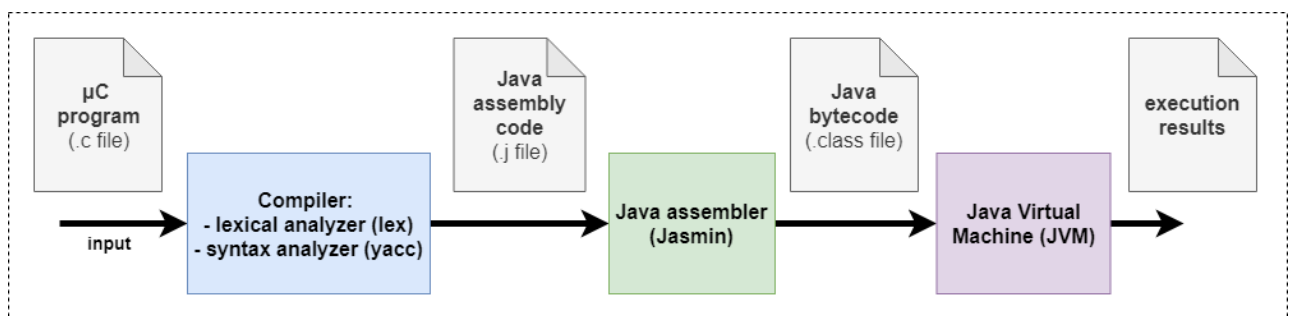 µC
program
(.c file)
input
Compiler:
- lexical analyzer (lex)
- syntax analyzer (yacc)
Java
assembly
code
(.j file)
Java assembler
(Jasmin)
Java
bytecode
(.class file)
Java Virtual
Machine (JVM)
execution
results